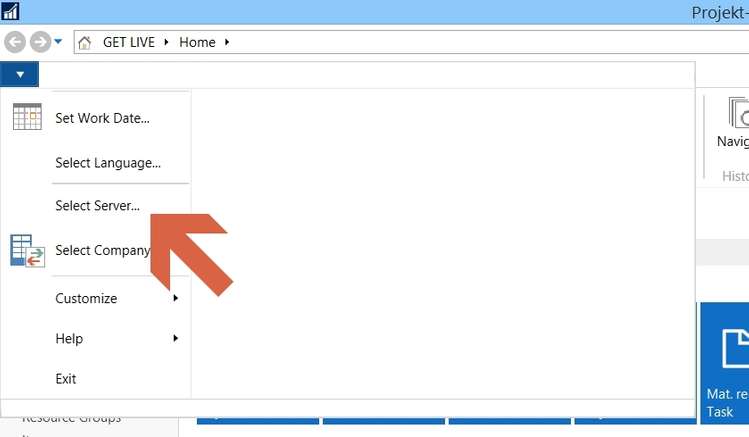 Projekt-
GET LIVE Home
Set Work Date...
Select Language...
Select Server...
Select Company
Customize
Help
Exit
Navig
Histo
Mat. re
Task
Resource Groups